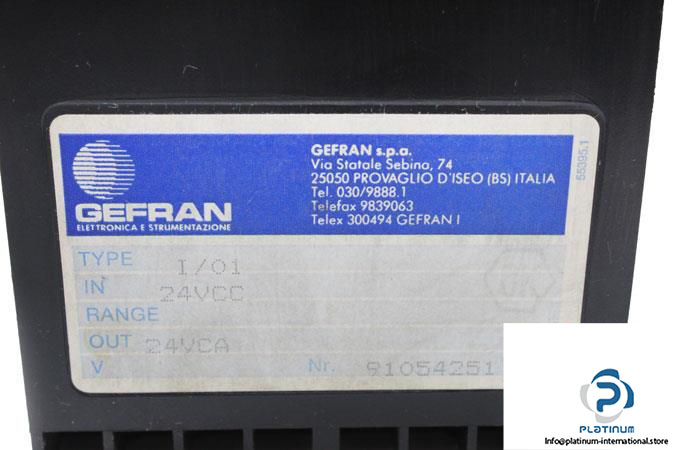 GEFRAN
ELETTRONICA E STRUMENTAZIONE
GEFRAN s.p.a.
Via Statale Sebina, 74
25050 PROVAGLIO D'ISEO (BS) ITALIA
Tel. 030/9888.1
Telefax 9839063
Telex 300494 GEFRAN I
55395.1
TYPE I/O1
IN 24VCC
RANGE
OUT 24VCA
V Nr. 91054251
PLATINUM
Info@platinum-international.store